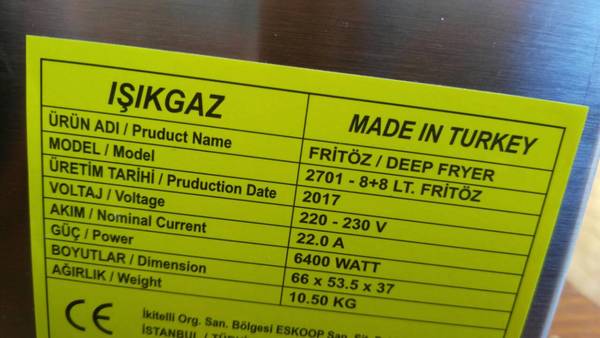 IŞIKGAZ MADE IN TURKEY
ÜRÜN ADI / Pruduct Name FRİTÖZ / DEEP FRYER
MODEL / Model 2701 - 8+8 LT. FRİTÖZ
ÜRETİM TARİHİ / Pruduction Date 2017
VOLTAJ / Voltage 220 - 230 V
AKIM / Nominal Current 22.0 A
GÜÇ / Power 6400 WATT
BOYUTLAR / Dimension 66 x 53.5 x 37
AĞIRLIK / Weight 10.50 KG
CE İkitelli Org. San. Bölgesi ESKOOP San. Sit.
İSTANBUL /